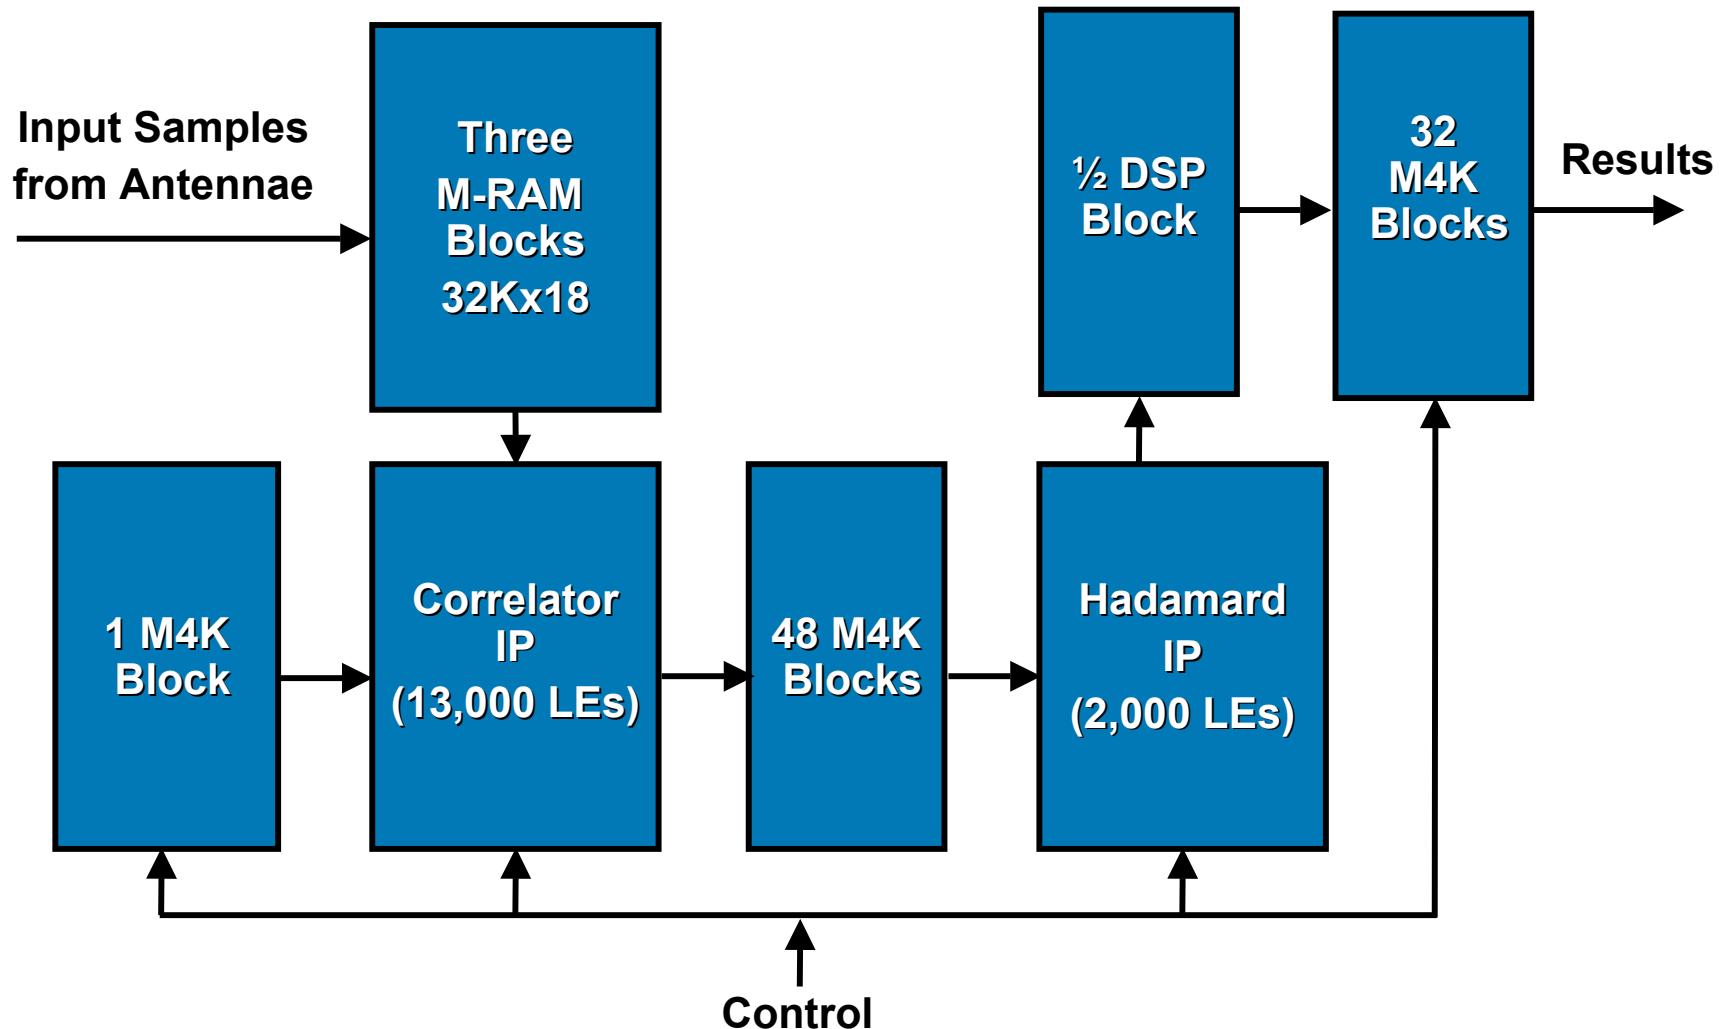 Input Samples
from Antennae
Three
M-RAM
Blocks
32Kx18
½ DSP
Block
32
M4K
Blocks
Results
1 M4K
Block
Correlator
IP
(13,000 LEs)
48 M4K
Blocks
Hadamard
IP
(2,000 LEs)
Control